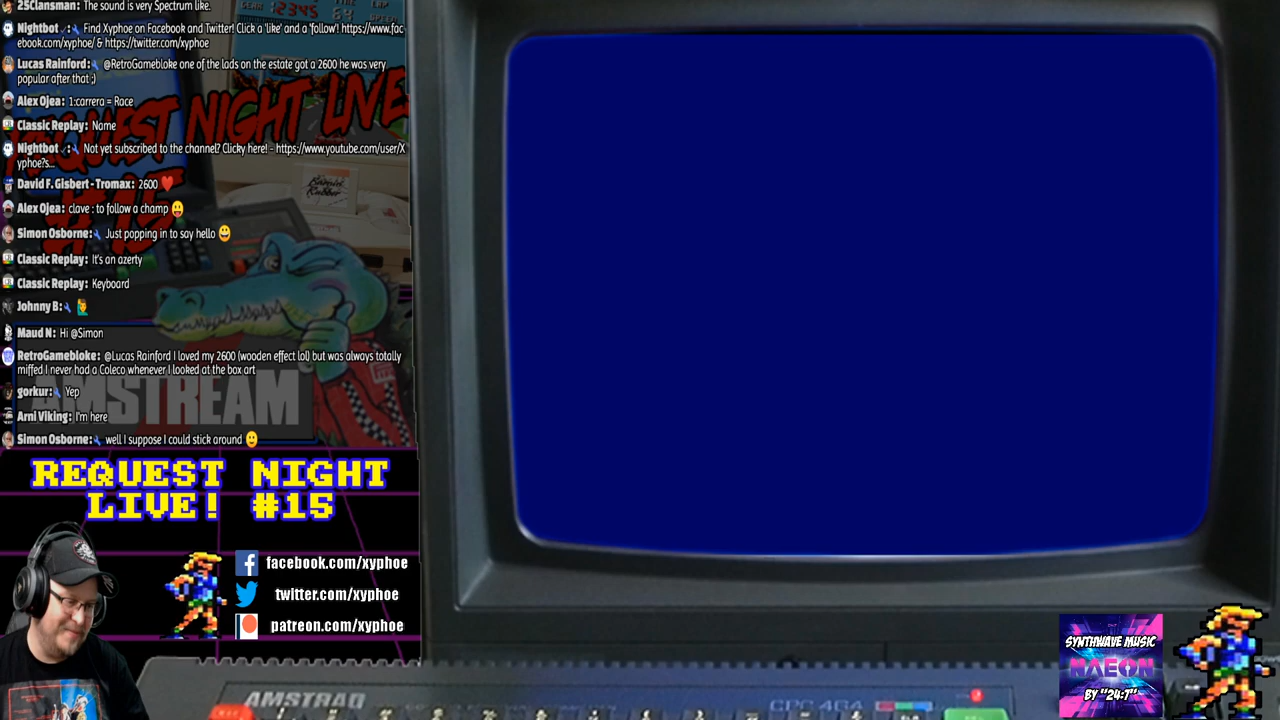 25Clansman: The sound is very Spectrum like.
Nightbot: Find Xyphoe on Facebook and Twitter! Click a 'like' and a 'follow'! https://www.fac
ebook.com/xyphoe/ & https://twitter.com/xyphoe
Lucas Rainford: @RetroGamebloke one of the lads on the estate got a 2600 he was very
popular after that ;)
Alex Ojea: 1:carrera = Race
Classic Replay: Name
Nightbot: Not yet subscribed to the channel? Clicky here! - https://www.youtube.com/user/X
yphoe?s...
David F. Gisbert - Tromax: 2600 ❤️
Alex Ojea: clave : to follow a champ 😛
Simon Osborne: Just popping in to say hello 😀
Classic Replay: It's an azerty
Classic Replay: Keyboard
Johnny B: 🙋‍♂️
Maud N: Hi @Simon
RetroGamebloke: @Lucas Rainford I loved my 2600 (wooden effect lol) but was always totally
miffed I never had a Coleco whenever I looked at the box art
gorkur: Yep
Arni Viking: I'm here
Simon Osborne: well I suppose I could stick around 🙂
REQUEST NIGHT LIVE
#15
AMSTREAM
REQUEST NIGHT
LIVE! #15
facebook.com/xyphoe
twitter.com/xyphoe
patreon.com/xyphoe
SYNTHWAVE MUSIC
NAEON
BY "24:7"
AMSTRAD
CPC 464